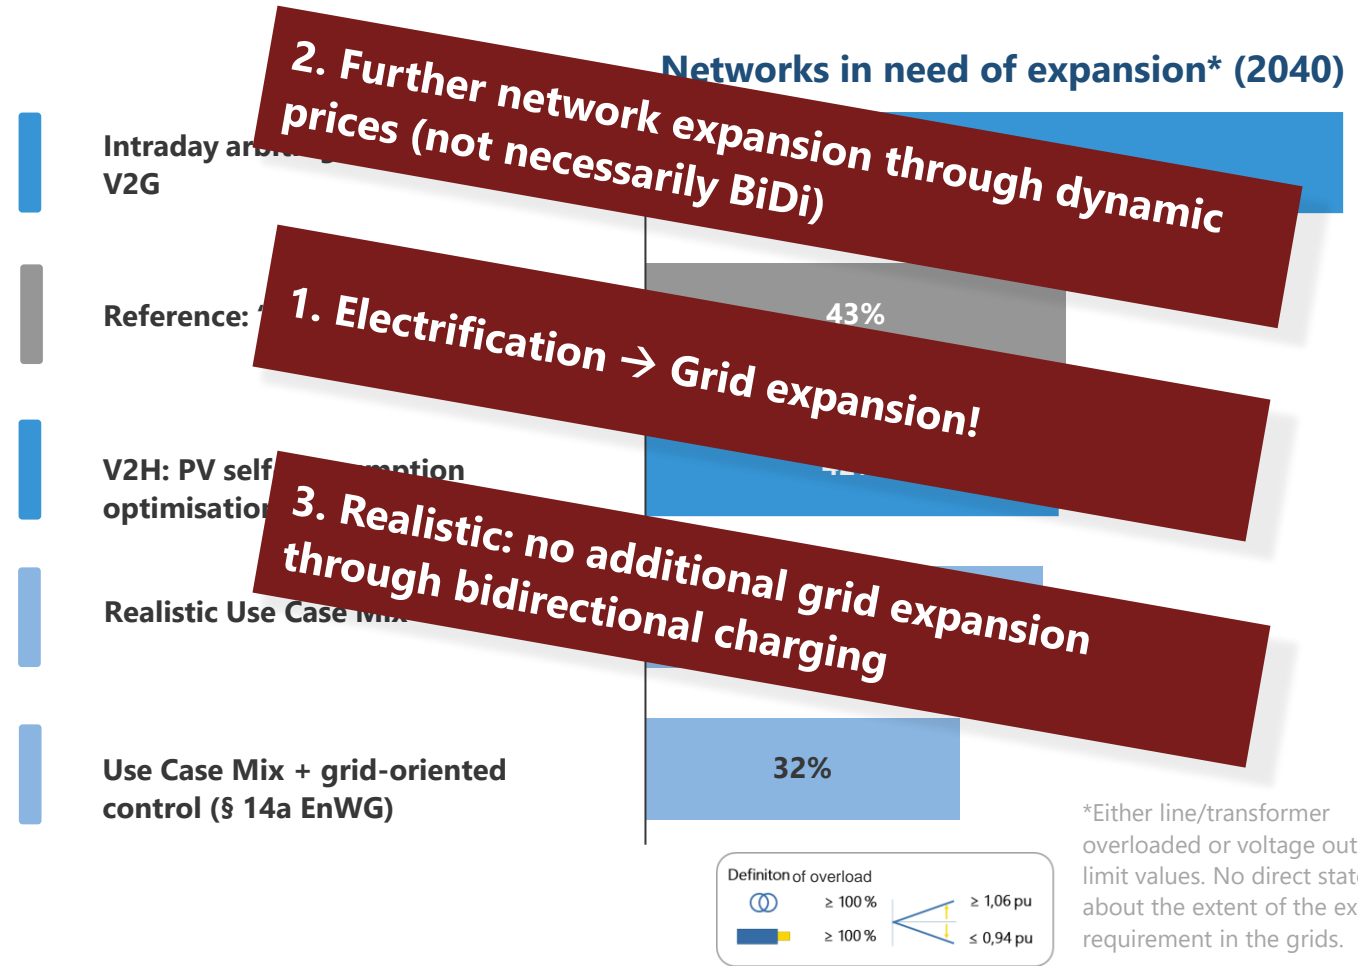 Networks in need of expansion* (2040)
2. Further network expansion through dynamic
prices (not necessarily BiDi)
Intraday
V2G
43%
Reference:
1. Electrification → Grid expansion!
V2H: PV self
optimisation
3. Realistic: no additional grid expansion
through bidirectional charging
Realistic Use Case Mix
32%
Use Case Mix + grid-oriented
control (§ 14a EnWG)
*Either line/transformer
overloaded or voltage out
limit values. No direct
about the extent of the
requirement in the grids.
Definiton of overload
≥ 100 %
≥ 1,06 pu
≥ 100 %
≤ 0,94 pu